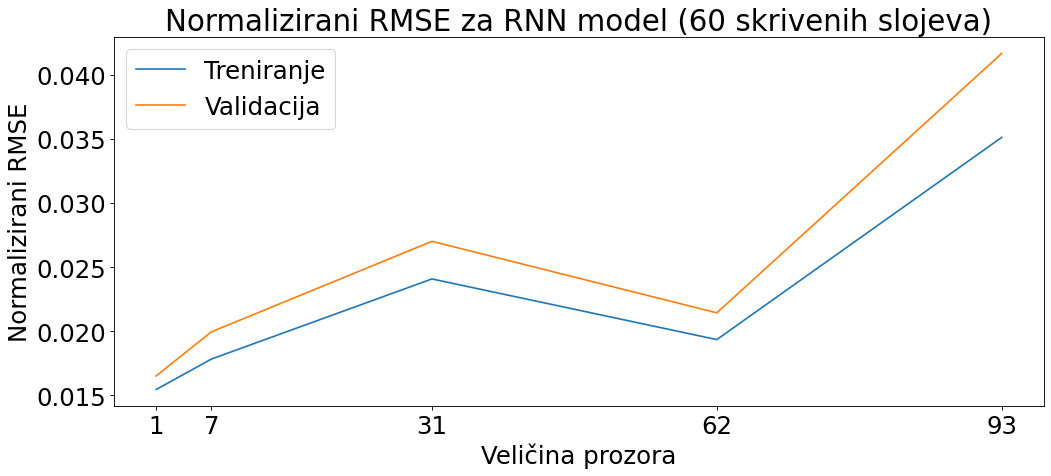 Normalizirani RMSE za RNN model (60 skrivenih slojeva)
Treniranje
Validacija
Normalizirani RMSE
0.040
0.035
0.030
0.025
0.020
0.015
1 7 31 62 93
Veličina prozora